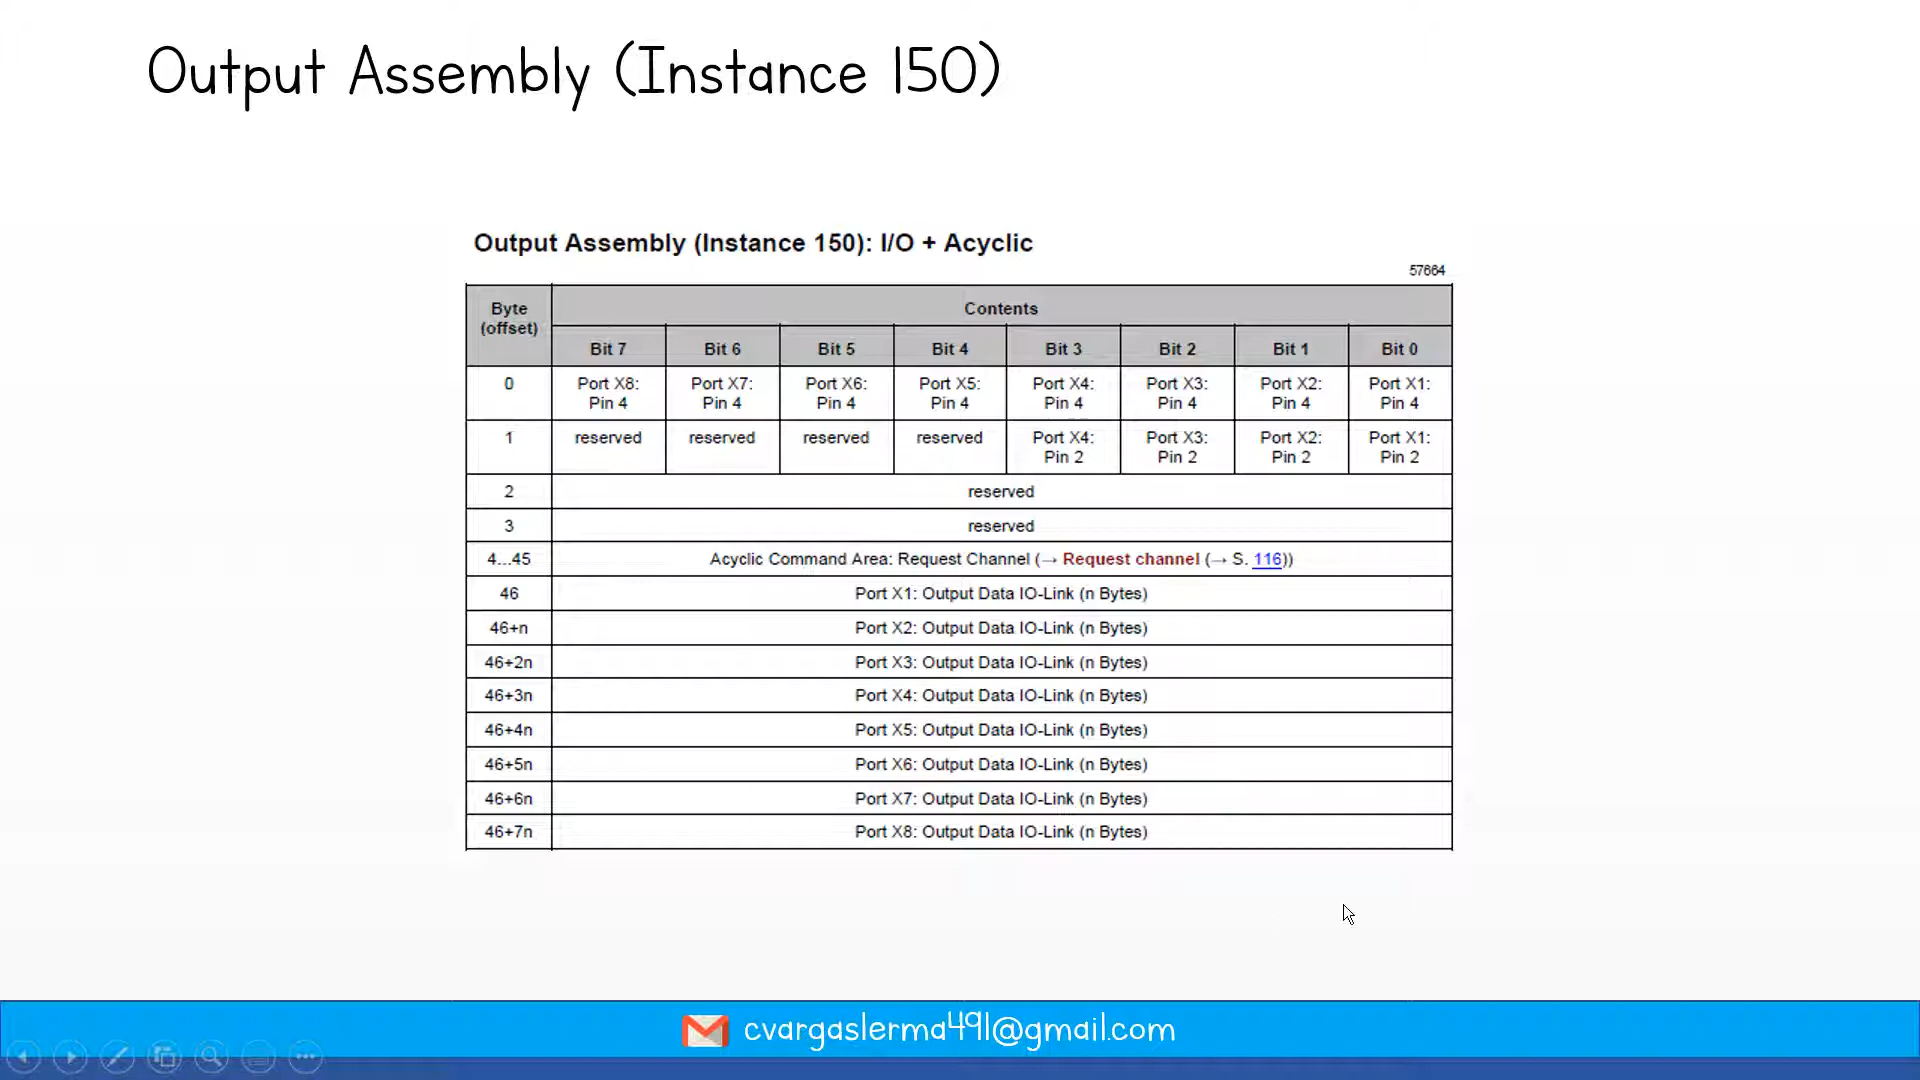 Output Assembly (Instance 150)
Output Assembly (Instance 150): I/O + Acyclic
57664
Byte (offset) Contents
Bit 7 Bit 6 Bit 5 Bit 4 Bit 3 Bit 2 Bit 1 Bit 0
0 Port X8: Pin 4 Port X7: Pin 4 Port X6: Pin 4 Port X5: Pin 4 Port X4: Pin 4 Port X3: Pin 4 Port X2: Pin 4 Port X1: Pin 4
1 reserved reserved reserved reserved Port X4: Pin 2 Port X3: Pin 2 Port X2: Pin 2 Port X1: Pin 2
2 reserved
3 reserved
4...45 Acyclic Command Area: Request Channel (→ Request channel (→ S. 116))
46 Port X1: Output Data IO-Link (n Bytes)
46+n Port X2: Output Data IO-Link (n Bytes)
46+2n Port X3: Output Data IO-Link (n Bytes)
46+3n Port X4: Output Data IO-Link (n Bytes)
46+4n Port X5: Output Data IO-Link (n Bytes)
46+5n Port X6: Output Data IO-Link (n Bytes)
46+6n Port X7: Output Data IO-Link (n Bytes)
46+7n Port X8: Output Data IO-Link (n Bytes)
cvargaslerma491@gmail.com